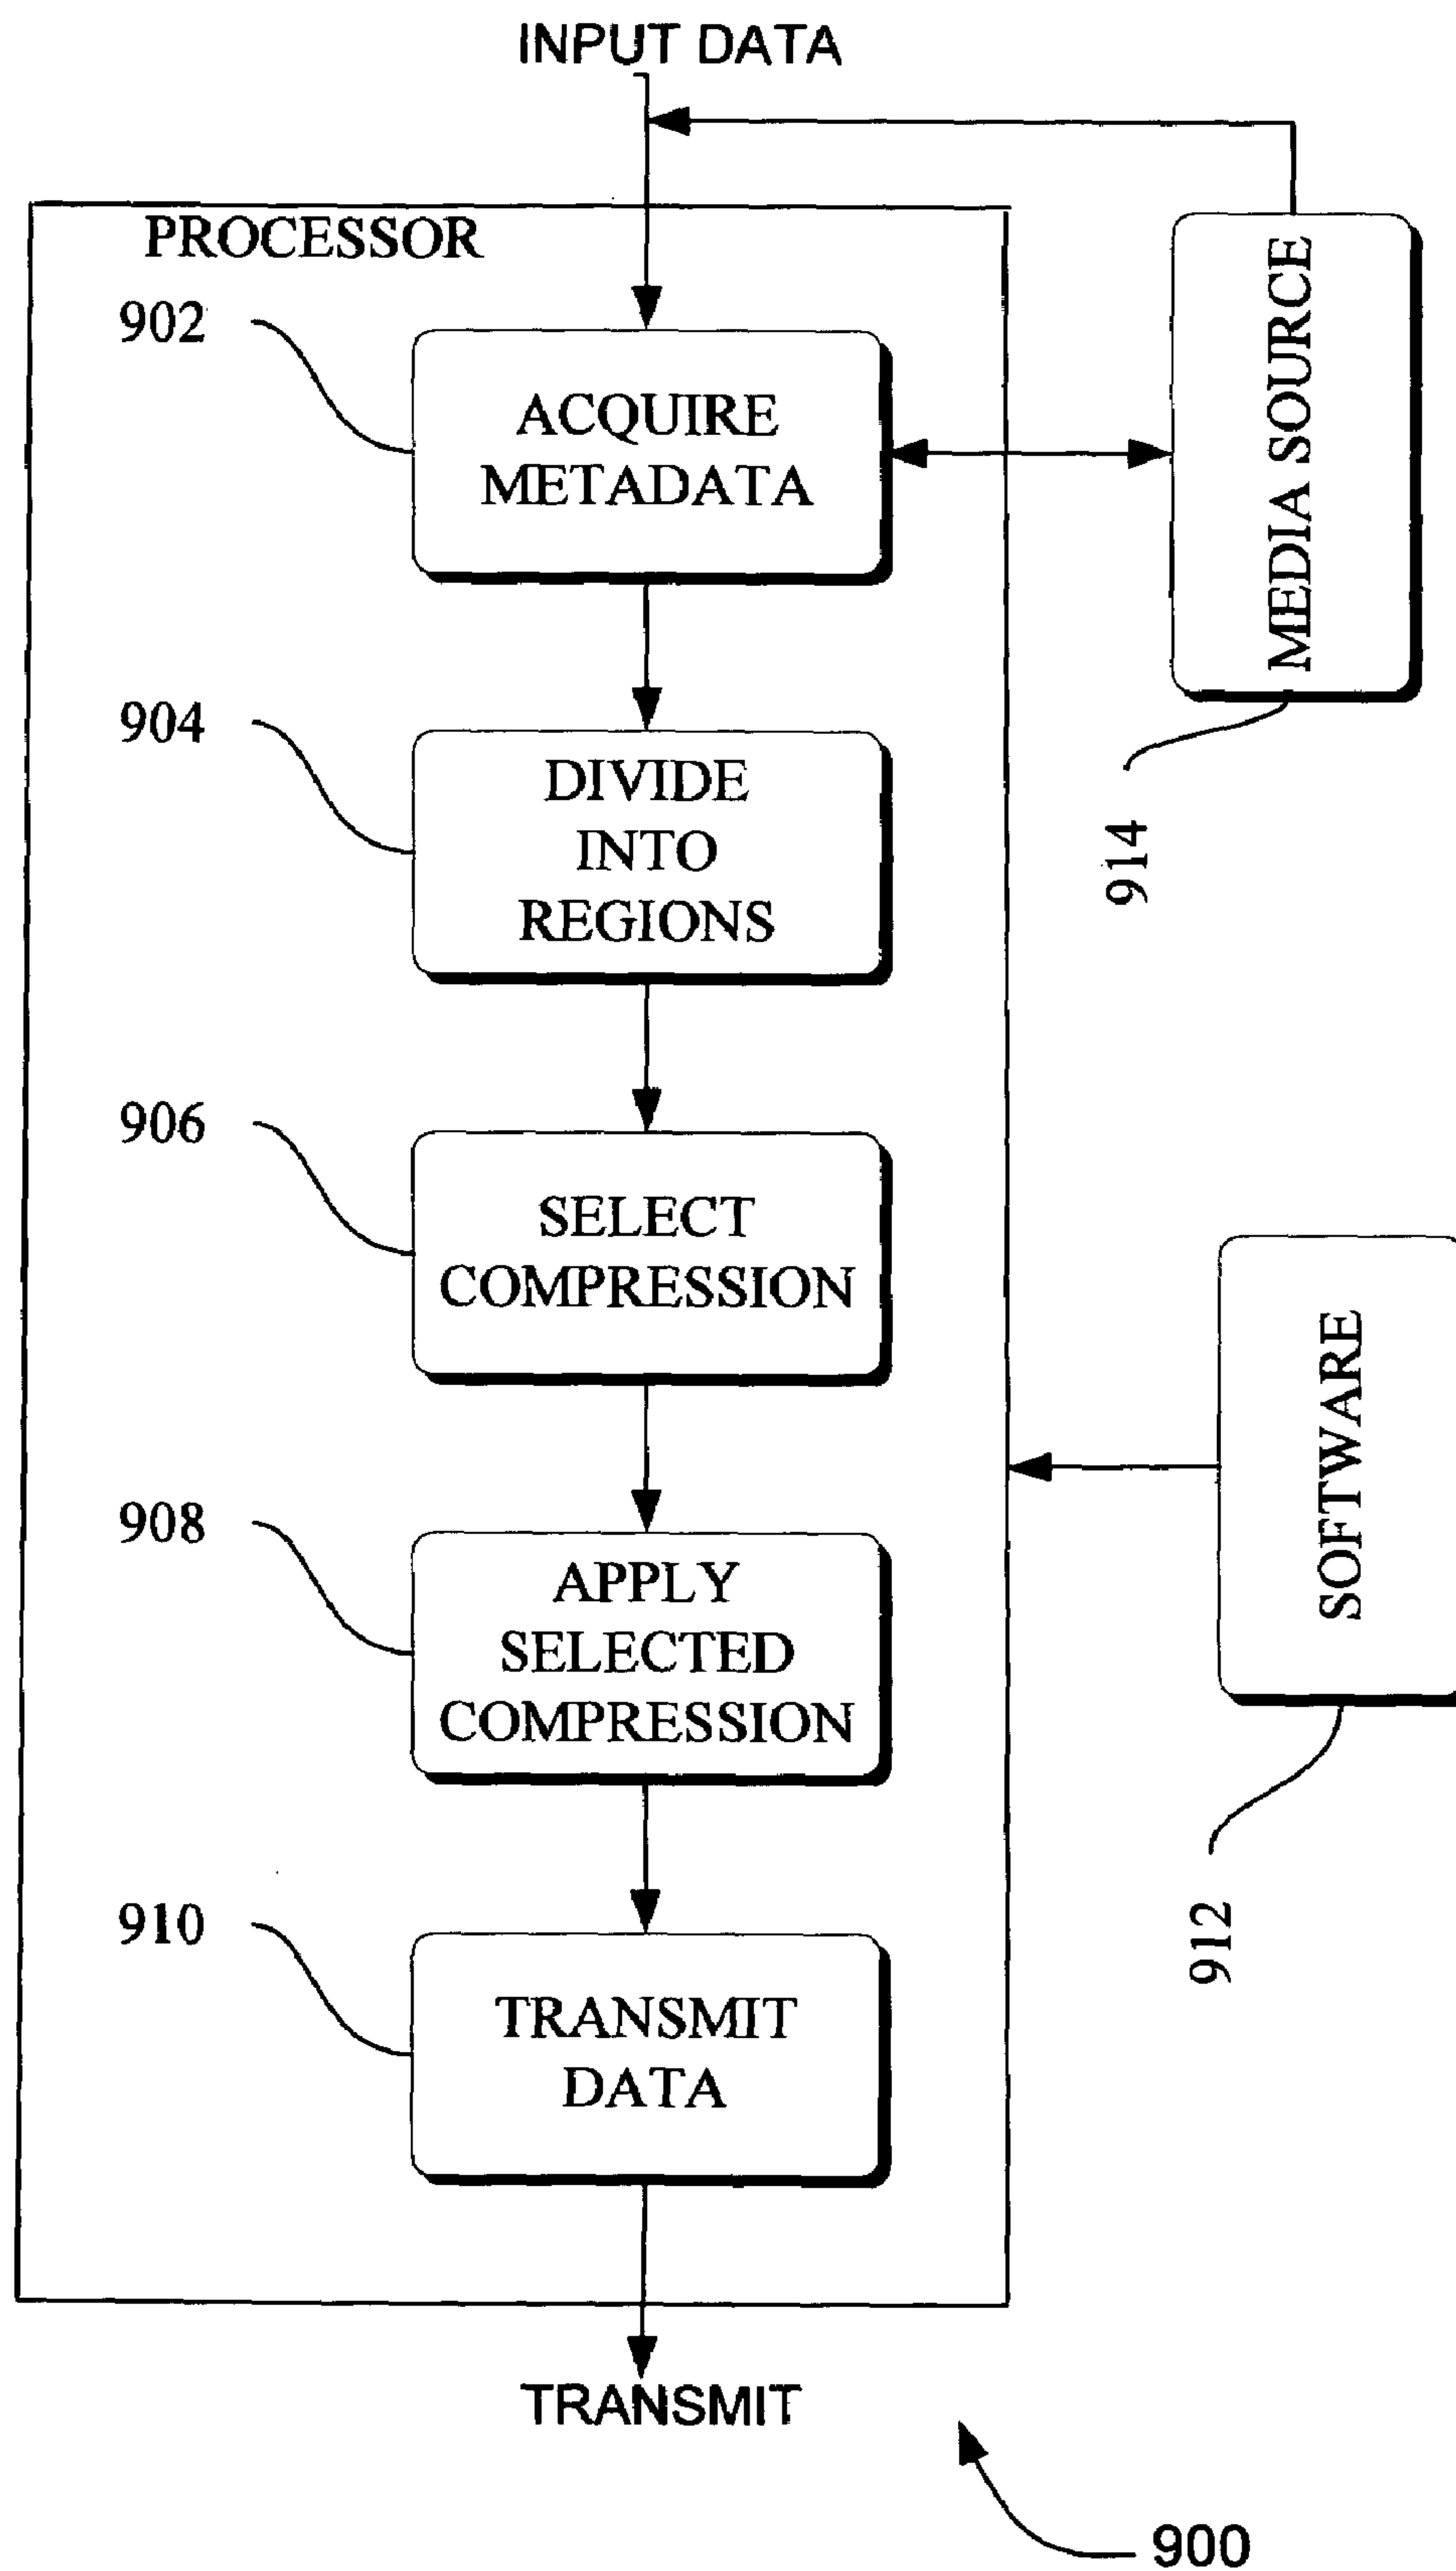 INPUT DATA
PROCESSOR
902
ACQUIRE
METADATA
MEDIA SOURCE
914
904
DIVIDE
INTO
REGIONS
906
SELECT
COMPRESSION
SOFTWARE
912
908
APPLY
SELECTED
COMPRESSION
910
TRANSMIT
DATA
TRANSMIT
900